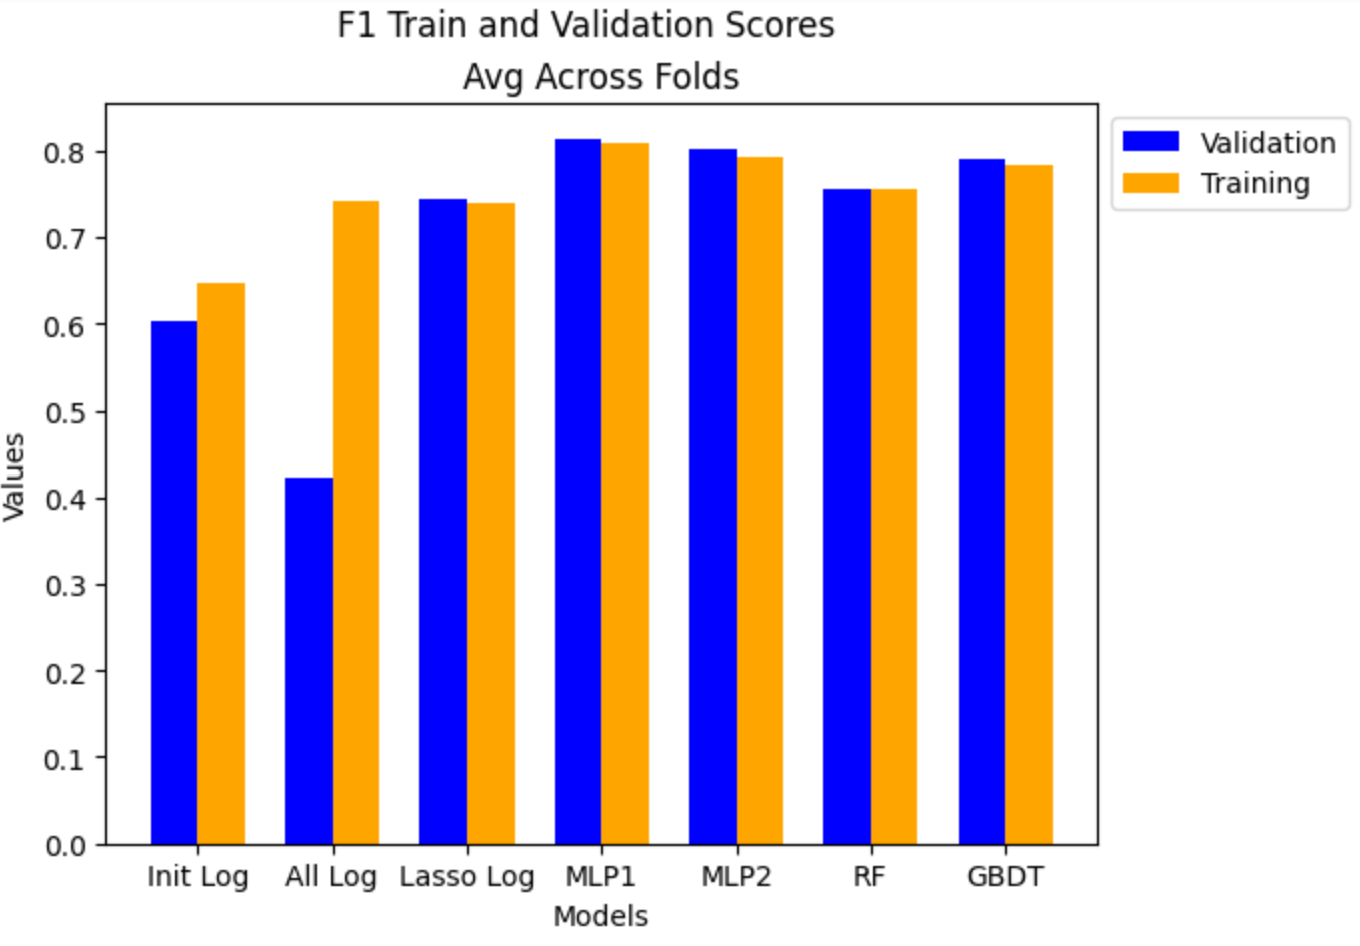 F1 Train and Validation Scores
Avg Across Folds
Validation
Training
Values
0.8
0.7
0.6
0.5
0.4
0.3
0.2
0.1
0.0
Init Log
All Log
Lasso Log
MLP1
MLP2
RF
GBDT
Models